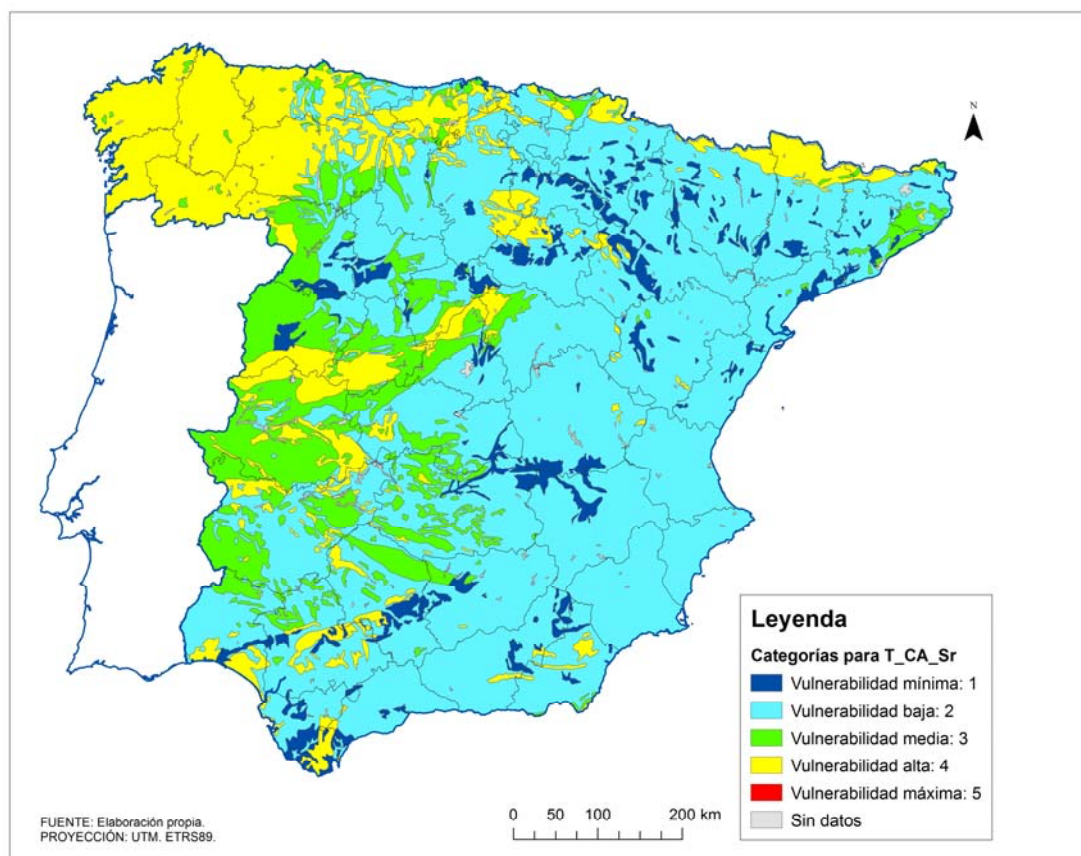 N
Leyenda
Categorías para T_CA_Sr
Vulnerabilidad mínima: 1
Vulnerabilidad baja: 2
Vulnerabilidad media: 3
Vulnerabilidad alta: 4
Vulnerabilidad máxima: 5
Sin datos
FUENTE: Elaboración propia.
PROYECCIÓN: UTM. ETRS89.
0 50 100 200 km